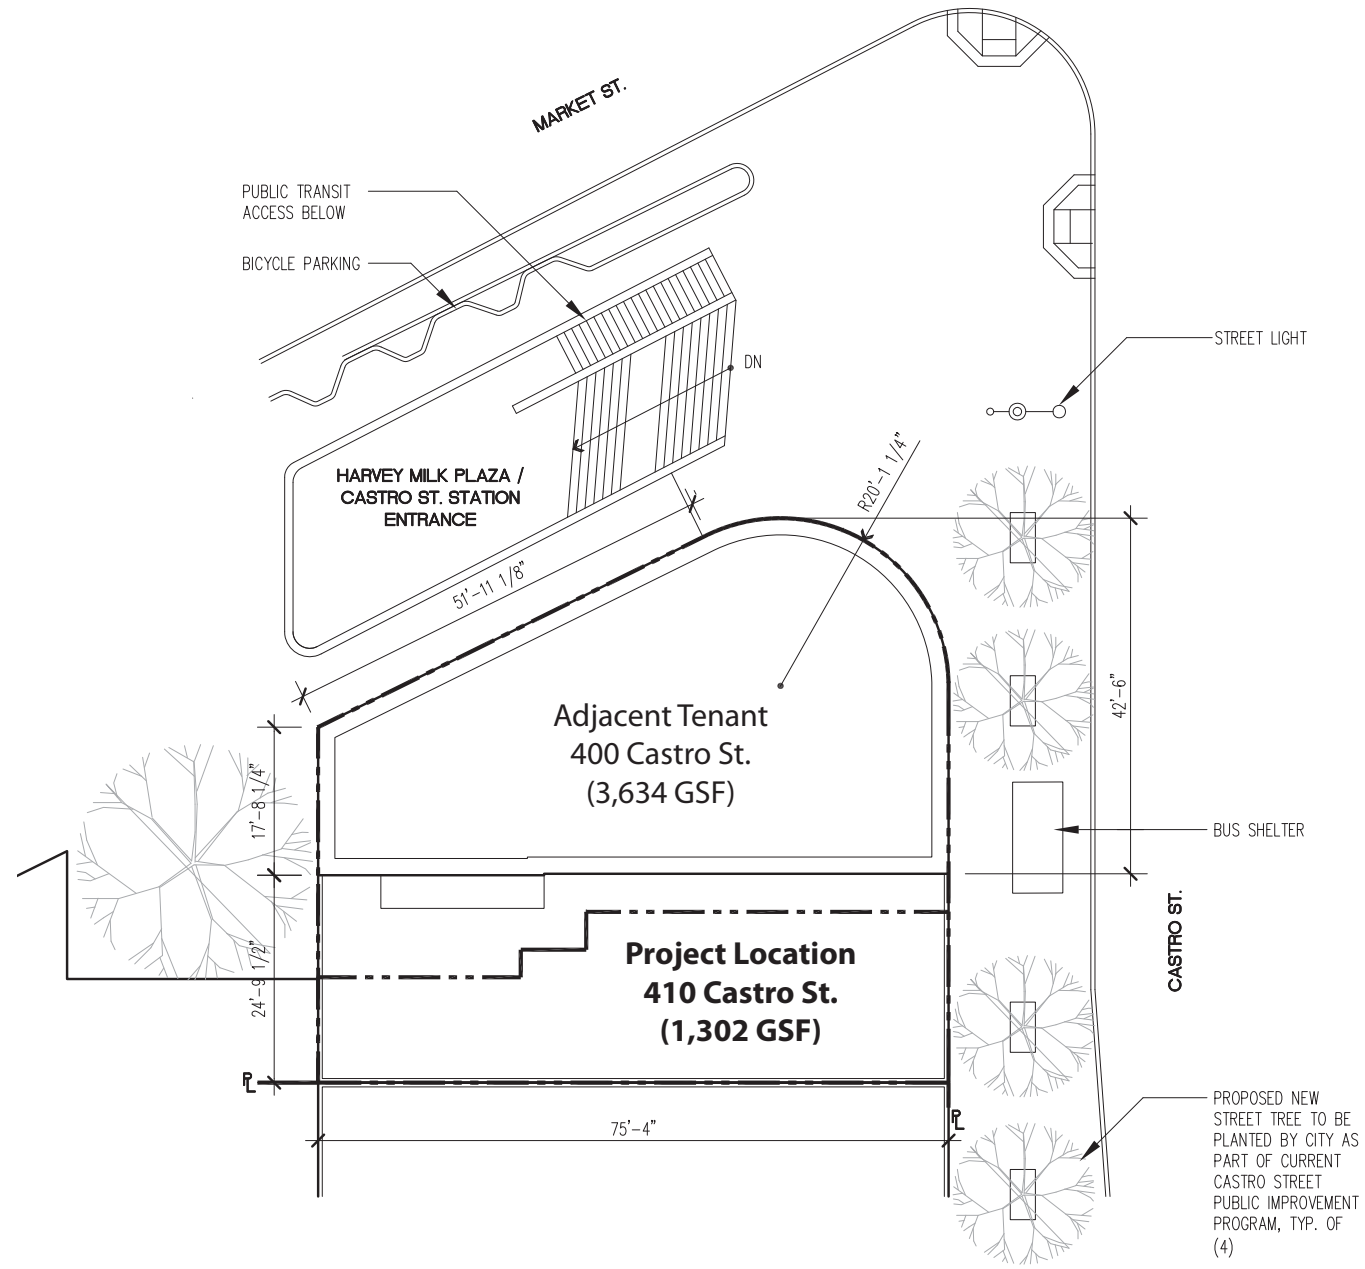 MARKET ST.
PUBLIC TRANSIT
ACCESS BELOW
BICYCLE PARKING
STREET LIGHT
DN
R20'-1 1/4"
HARVEY MILK PLAZA /
CASTRO ST. STATION
ENTRANCE
51'-11 1/8"
42'-6"
Adjacent Tenant
400 Castro St.
(3,634 GSF)
17'-8 1/4"
BUS SHELTER
CASTRO ST.
Project Location
410 Castro St.
(1,302 GSF)
24'-9 1/2"
PL
PL
75'-4"
PROPOSED NEW
STREET TREE TO BE
PLANTED BY CITY AS
PART OF CURRENT
CASTRO STREET
PUBLIC IMPROVEMENT
PROGRAM, TYP. OF
(4)